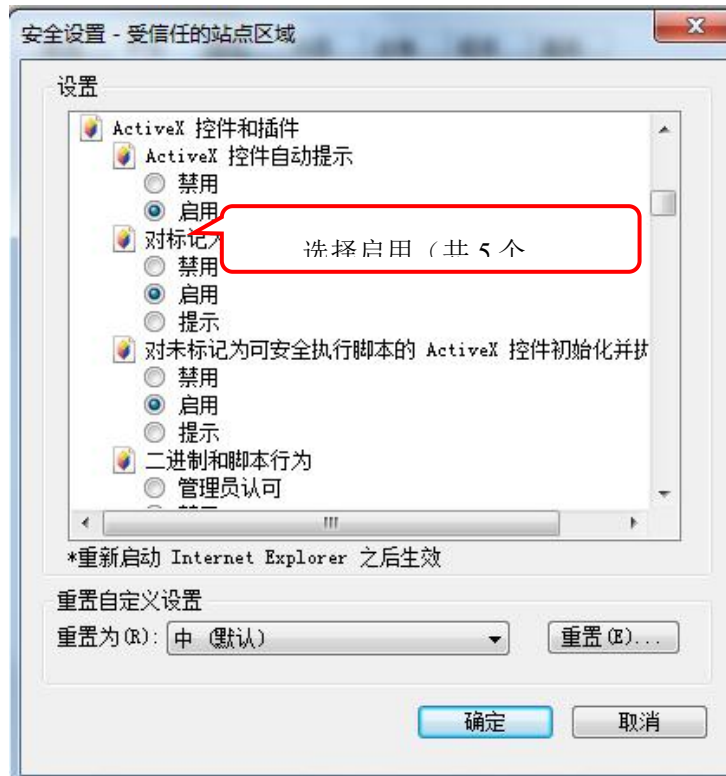 安全设置 - 受信任的站点区域
设置
ActiveX 控件和插件
ActiveX 控件自动提示
禁用
启用
选择启用（共 5 个
对标记为
禁用
启用
提示
对未标记为可安全执行脚本的 ActiveX 控件初始化并执
禁用
启用
提示
二进制和脚本行为
管理员认可
*重新启动 Internet Explorer 之后生效
重置自定义设置
重置为(R): 中 (默认)
重置(E)...
确定 取消